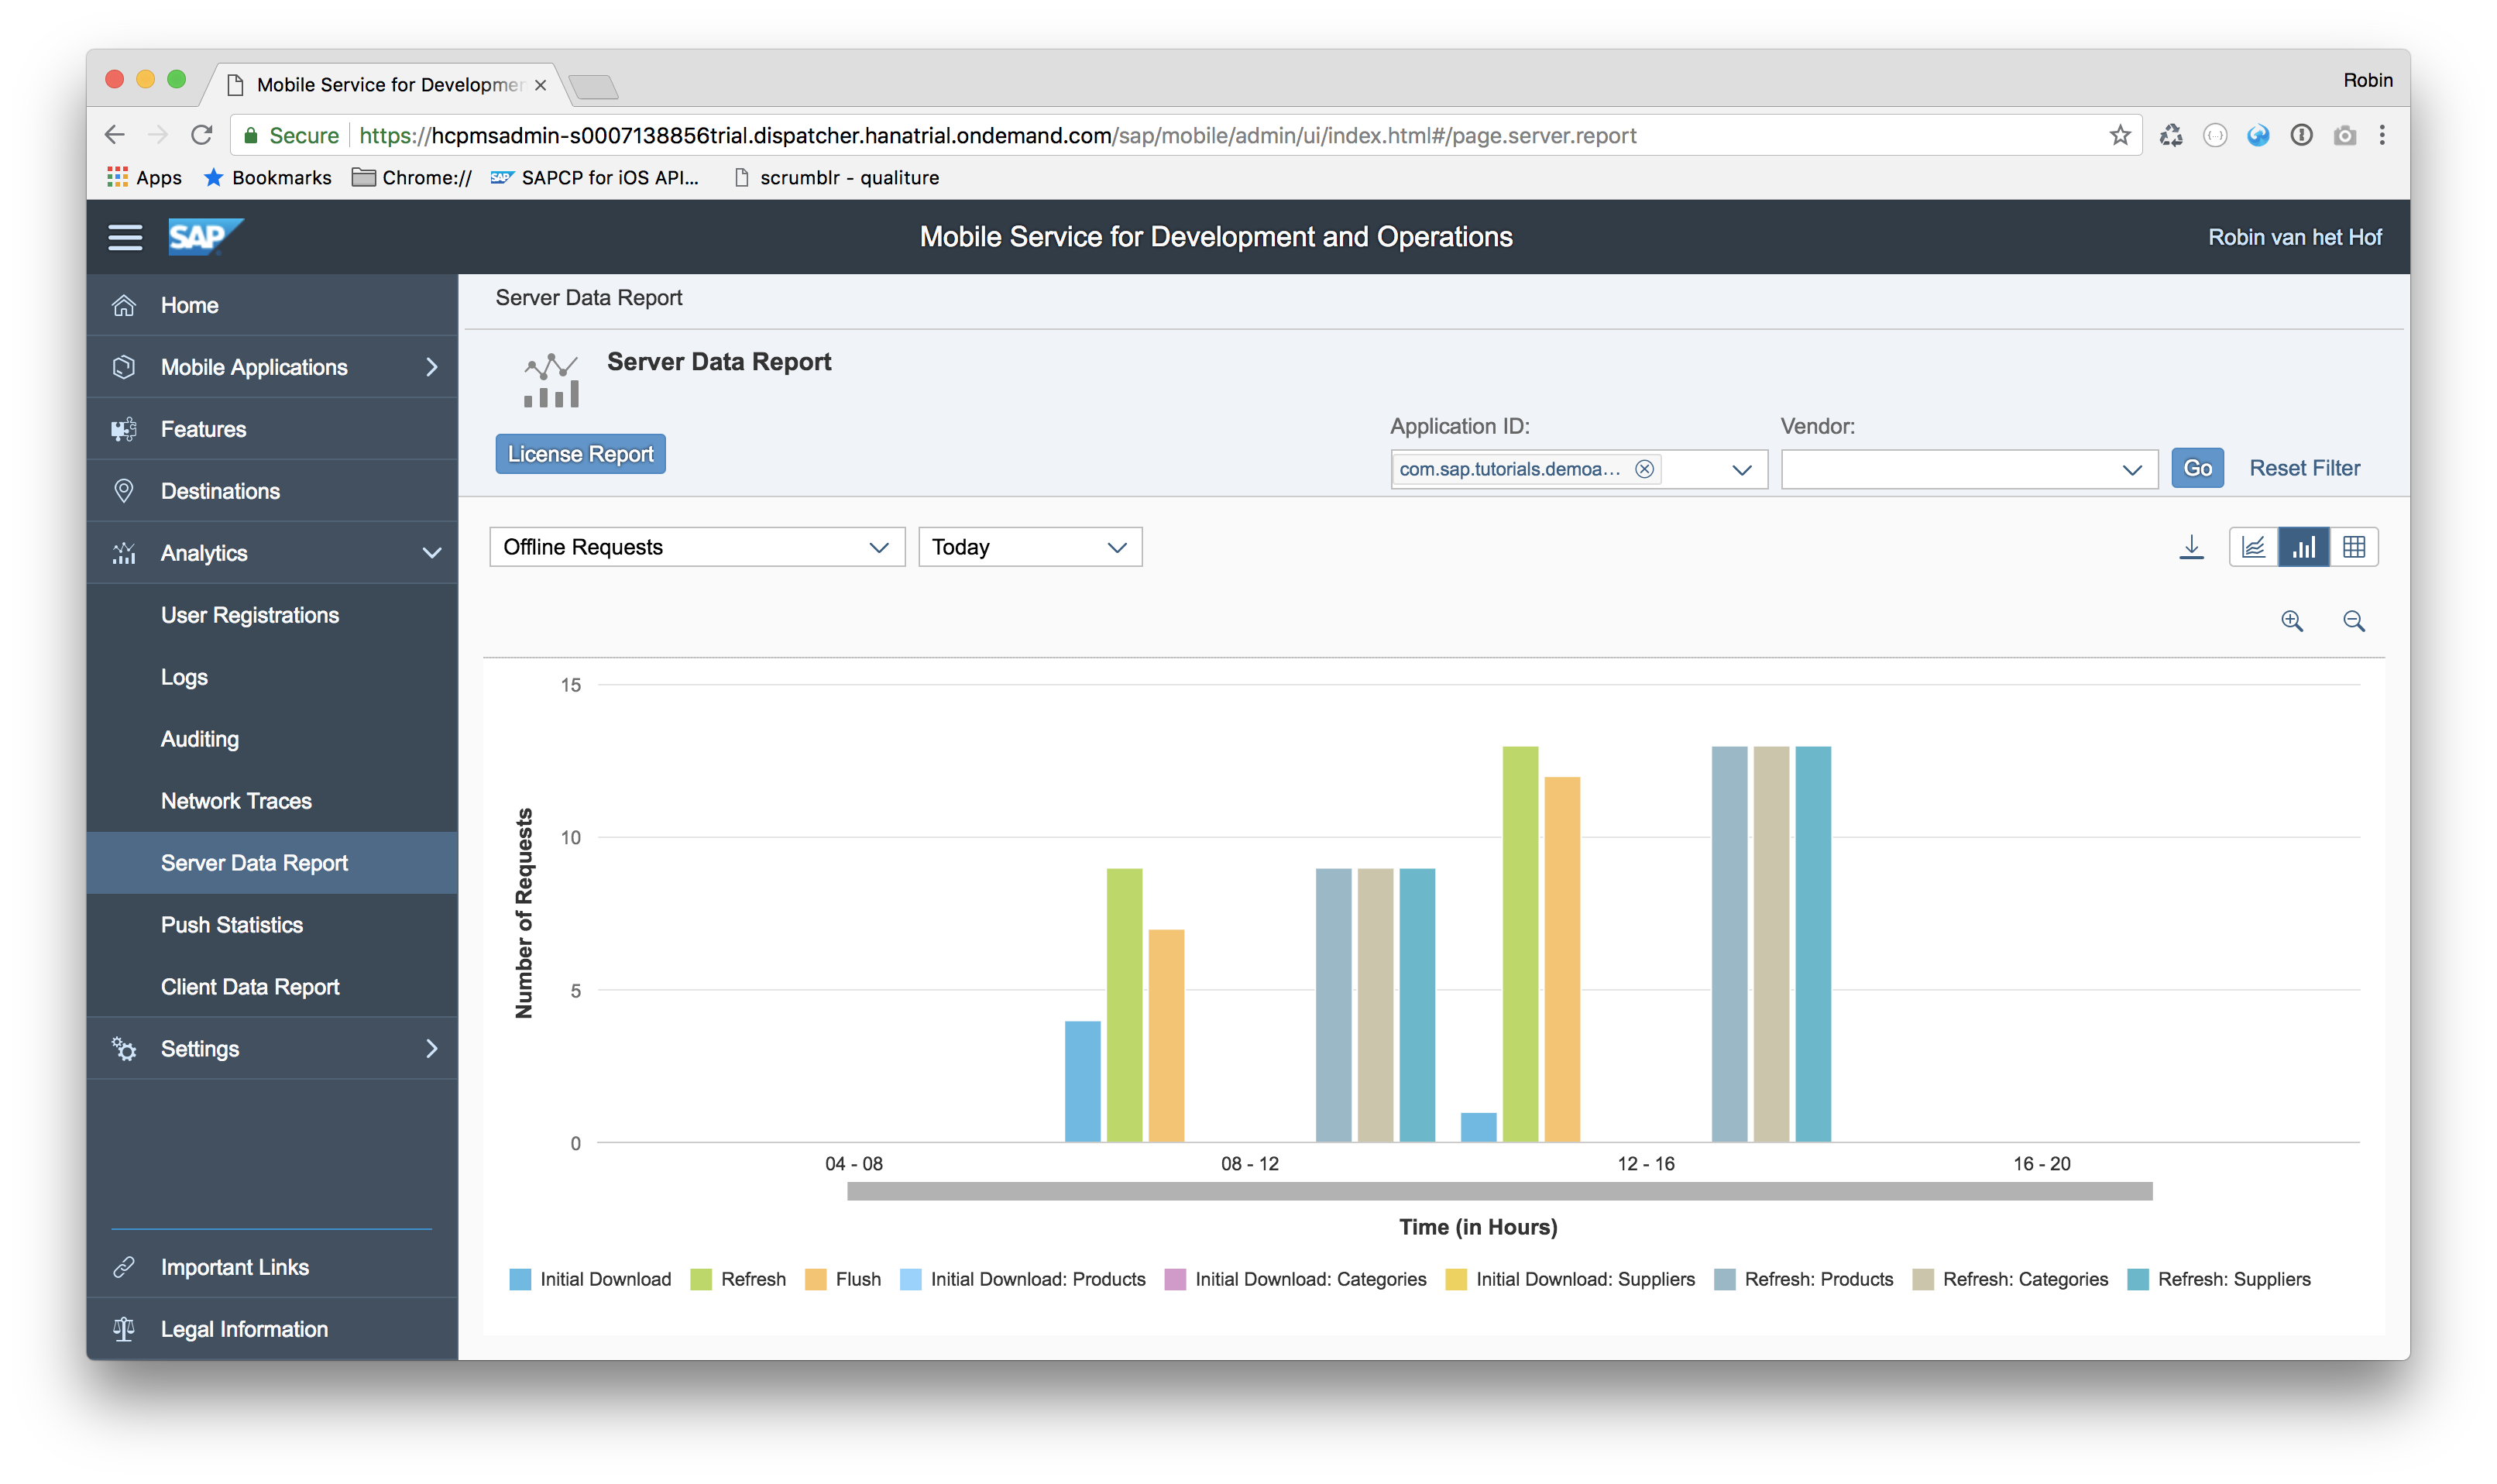 Mobile Service for Developmen
Robin
Secure https://hcpmsadmin-s0007138856trial.dispatcher.hanatrial.ondemand.com/sap/mobile/admin/ui/index.html#/page.server.report
Apps Bookmarks Chrome:// SAP SAPCP for iOS API... scrumblr - qualiture
SAP Mobile Service for Development and Operations Robin van het Hof
Home
Mobile Applications
Features
Destinations
Analytics
User Registrations
Logs
Auditing
Network Traces
Server Data Report
Push Statistics
Client Data Report
Settings
Important Links
Legal Information
Server Data Report
Server Data Report
License Report
Application ID: Vendor:
com.sap.tutorials.demoa... Go Reset Filter
Offline Requests Today
15
10
5
0
Number of Requests
04 - 08 08 - 12 12 - 16 16 - 20
Time (in Hours)
Initial Download Refresh Flush Initial Download: Products Initial Download: Categories Initial Download: Suppliers Refresh: Products Refresh: Categories Refresh: Suppliers